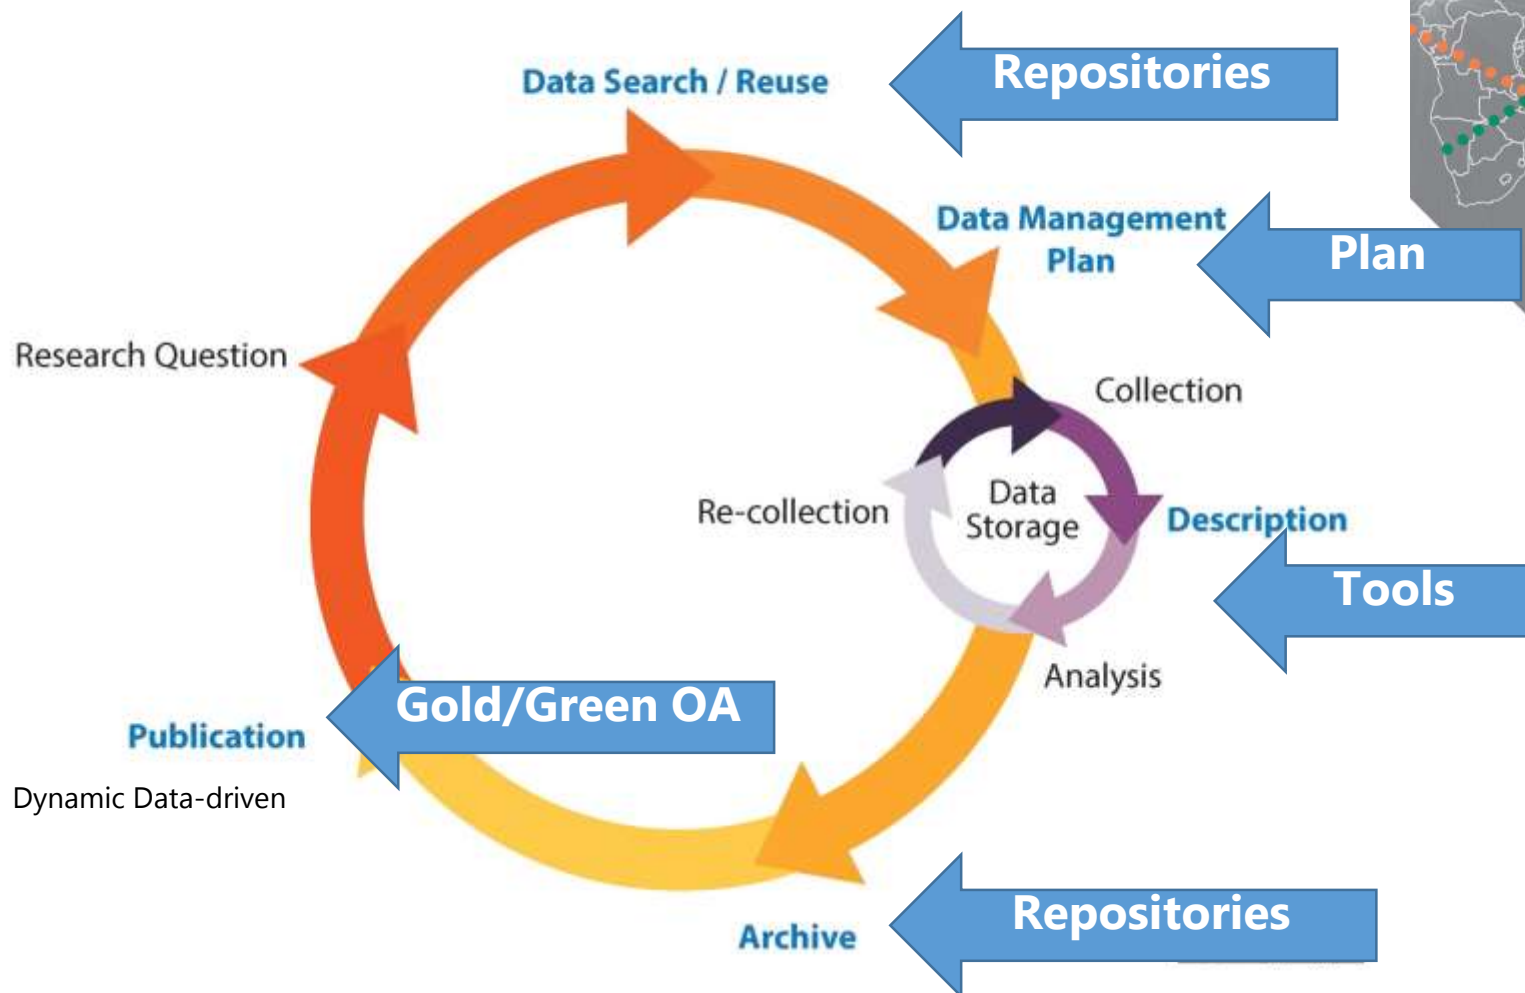 Data Search / Reuse
Repositories
Data Management
Plan
Plan
Research Question
Collection
Re-collection
Data
Storage
Description
Tools
Analysis
Gold/Green OA
Publication
Dynamic Data-driven
Archive
Repositories